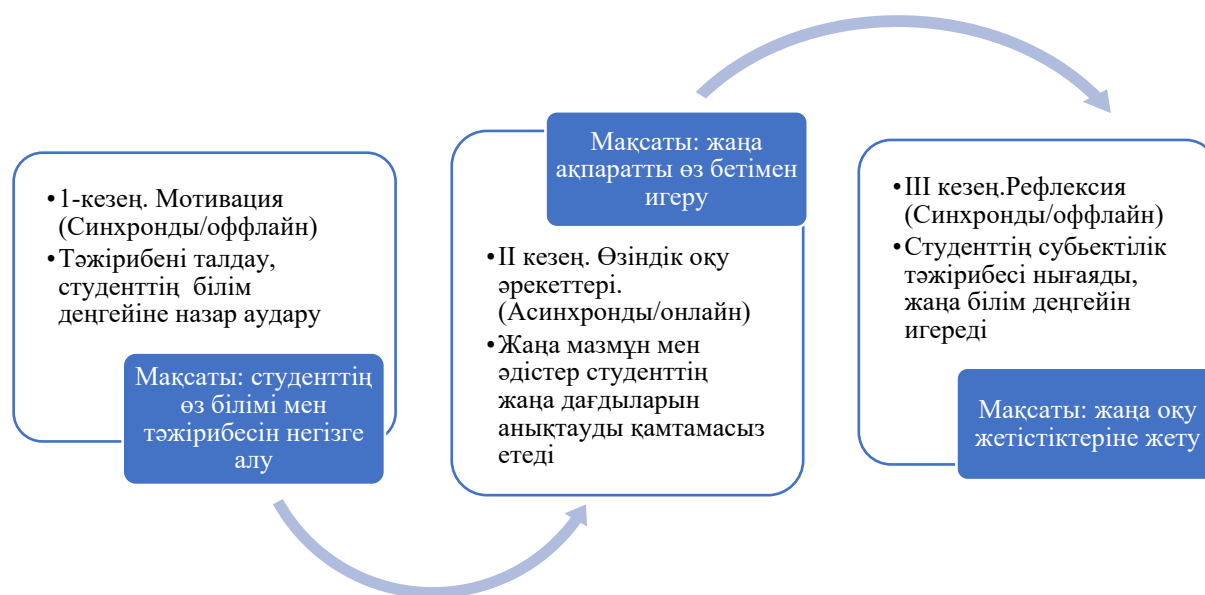 •1-кезең. Мотивация
(Синхронды/оффлайн)
•Тәжірибені талдау,
студенттің  білім
деңгейіне назар аудару
Мақсаты: студенттің
өз білімі мен
тәжірибесін негізге
алу
Мақсаты: жаңа
ақпаратты өз бетімен
игеру
•II кезең. Өзіндік оқу
әрекеттері.
(Асинхронды/онлайн)
•Жаңа мазмұн мен
әдістер студенттің
жаңа дағдыларын
анықтауды қамтамасыз
етеді
•III кезең.Рефлексия
(Синхронды/оффлайн)
•Студенттің субьектілік
тәжірибесі нығаяды,
жаңа білім деңгейін
игереді
Мақсаты: жаңа оқу
жетістіктеріне жету